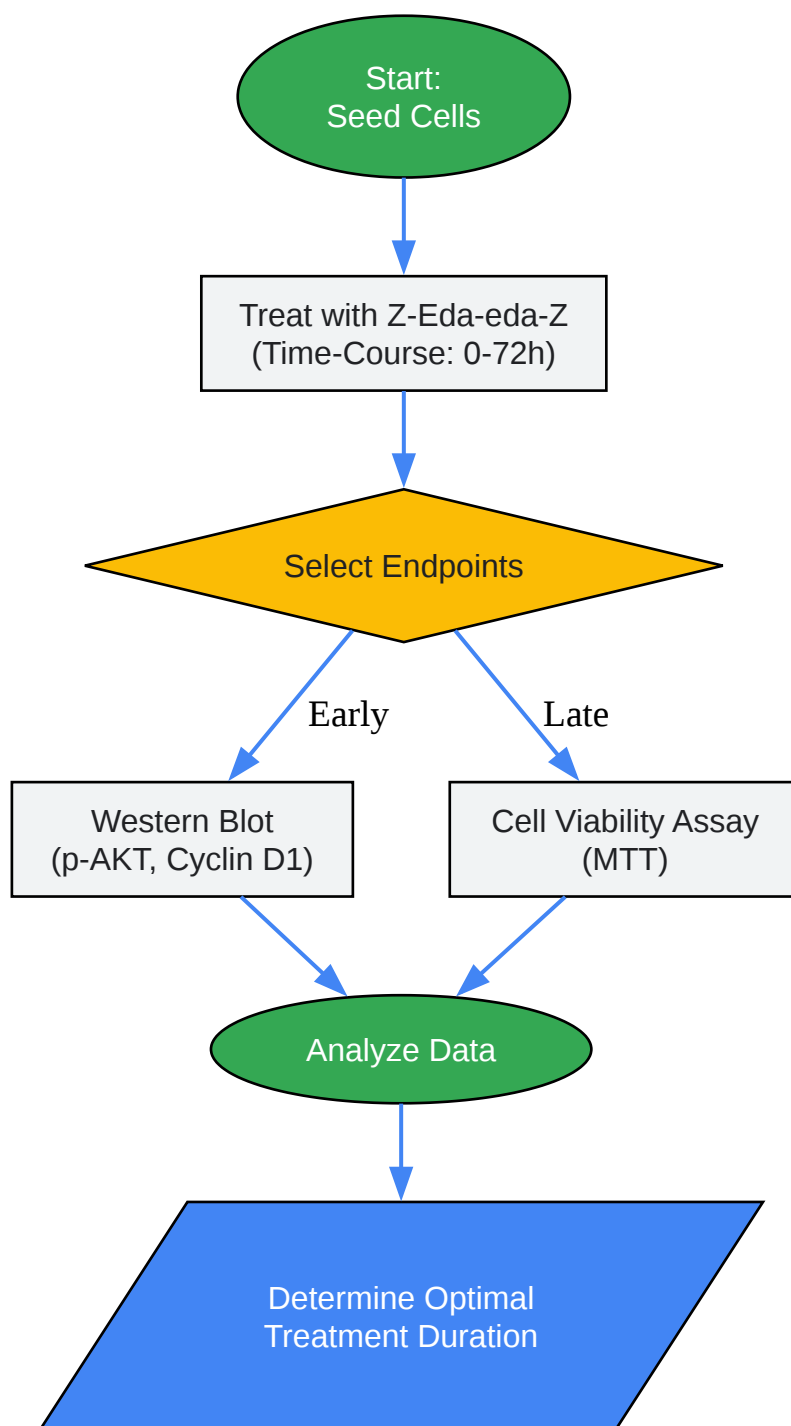 Start:
Seed Cells
Treat with Z-Eda-eda-Z
(Time-Course: 0-72h)
Select Endpoints
Early
Late
Western Blot
(p-AKT, Cyclin D1)
Cell Viability Assay
(MTT)
Analyze Data
Determine Optimal
Treatment Duration